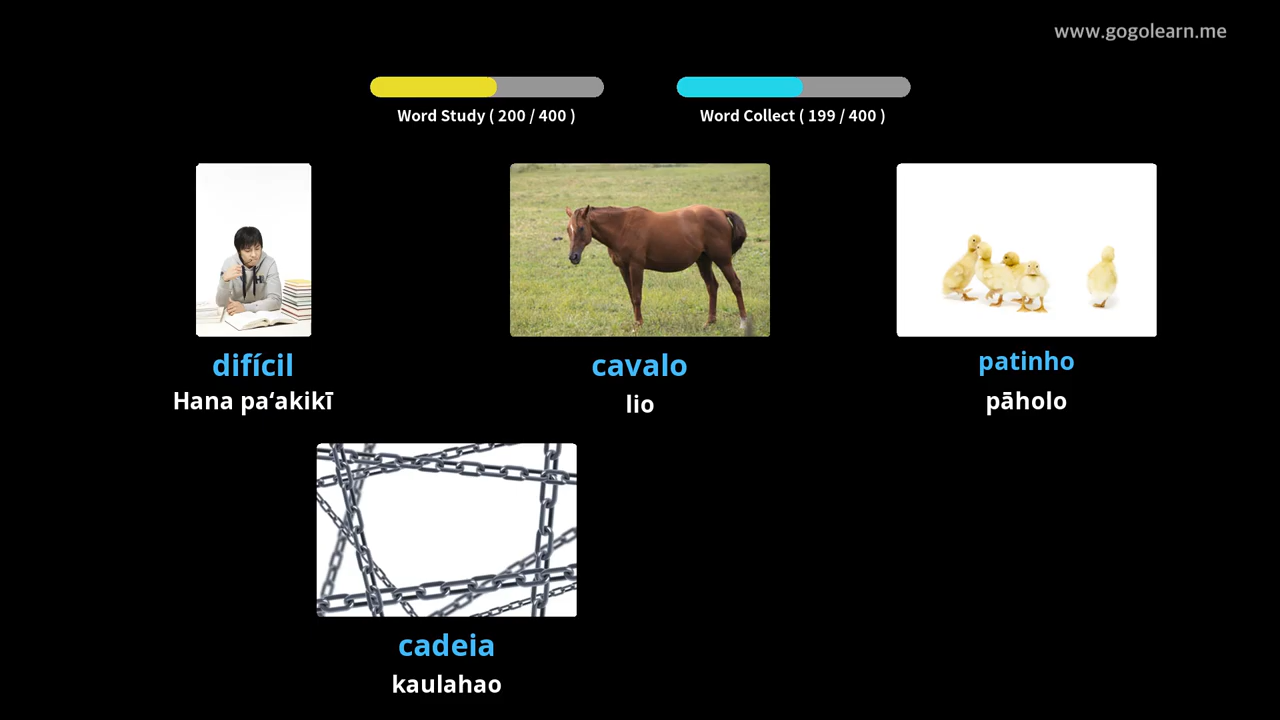 www.gogolearn.me
Word Study ( 200 / 400 )
Word Collect ( 199 / 400 )
difícil
Hana paʻakikī
cavalo
lio
patinho
pāholo
cadeia
kaulahao